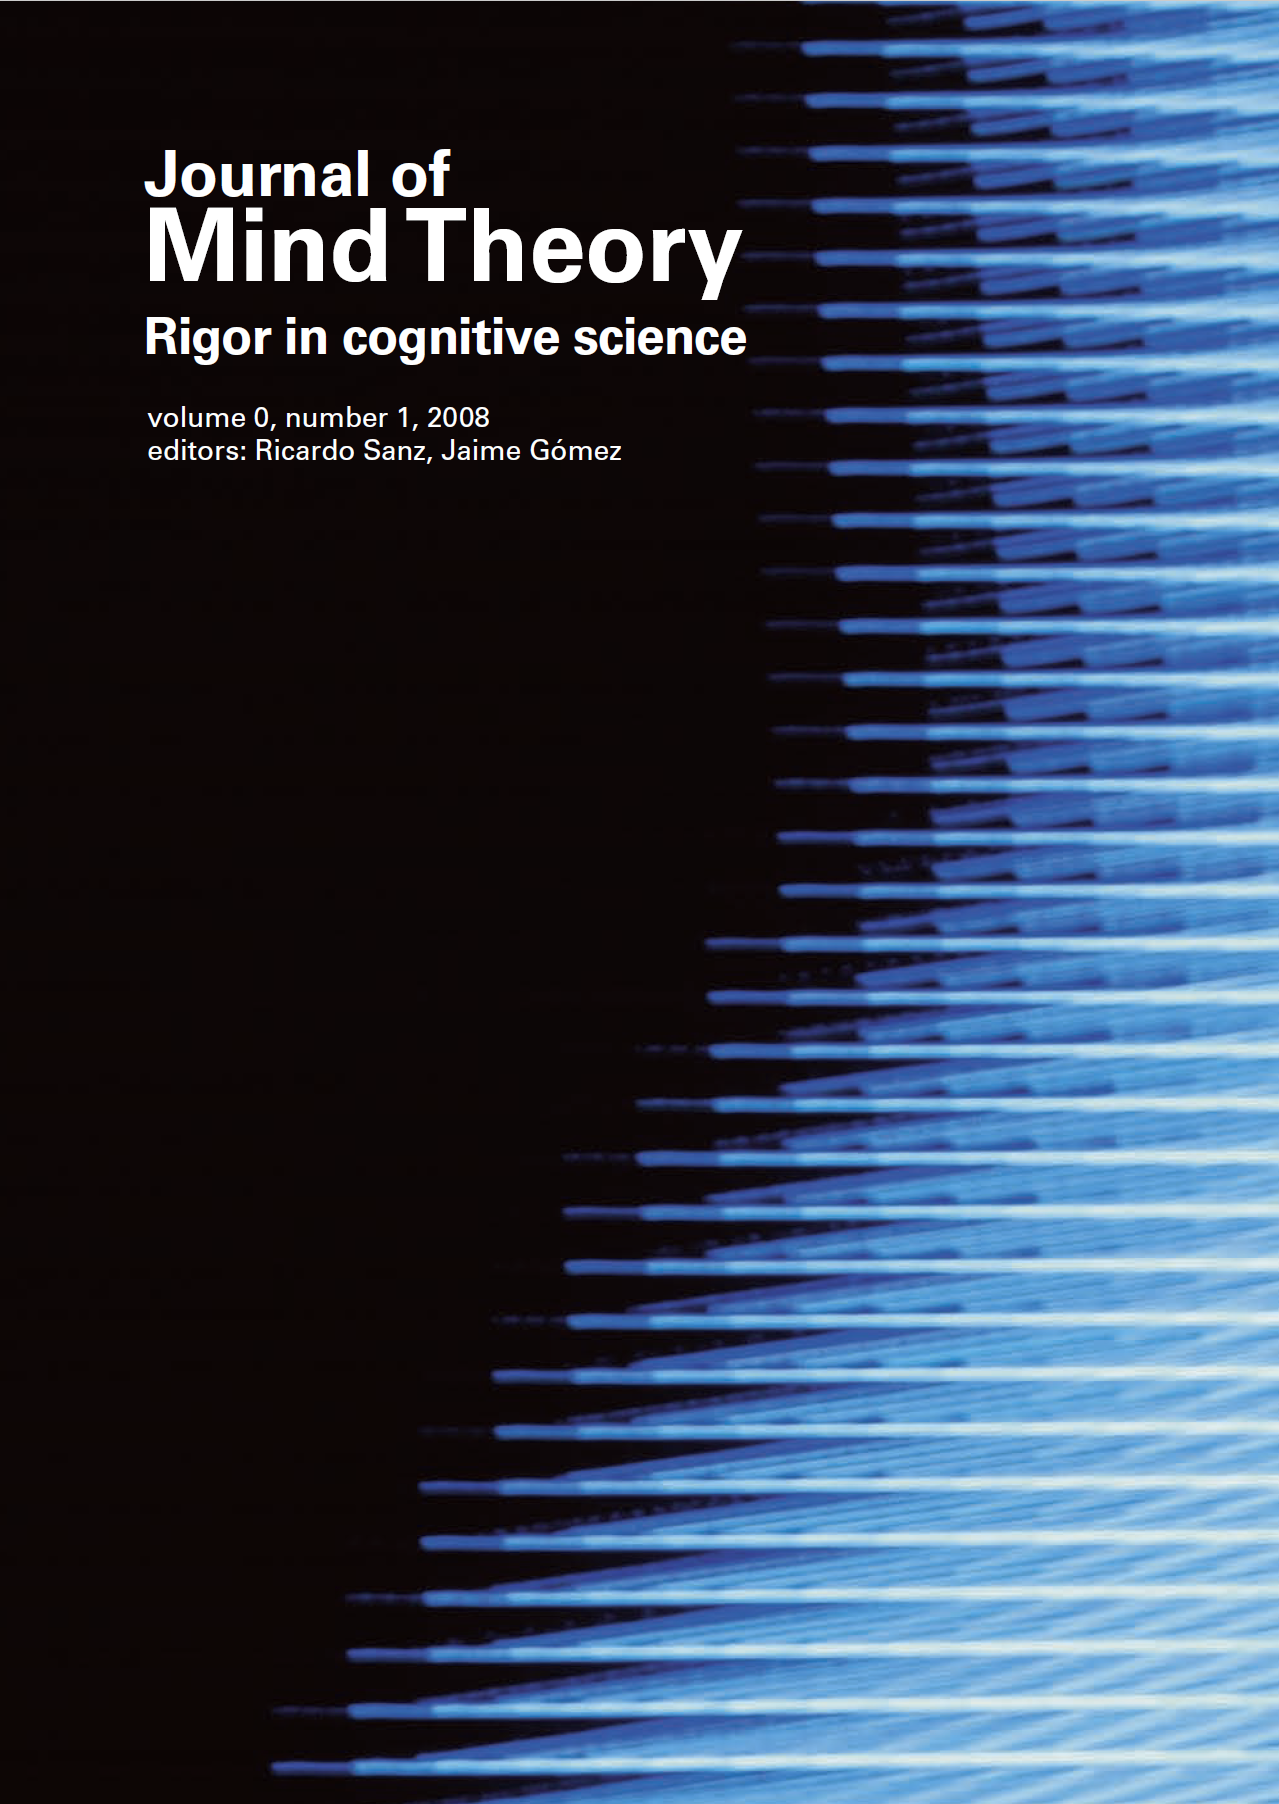 Journal of
Mind Theory
Rigor in cognitive science
volume 0, number 1, 2008
editors: Ricardo Sanz, Jaime Gómez